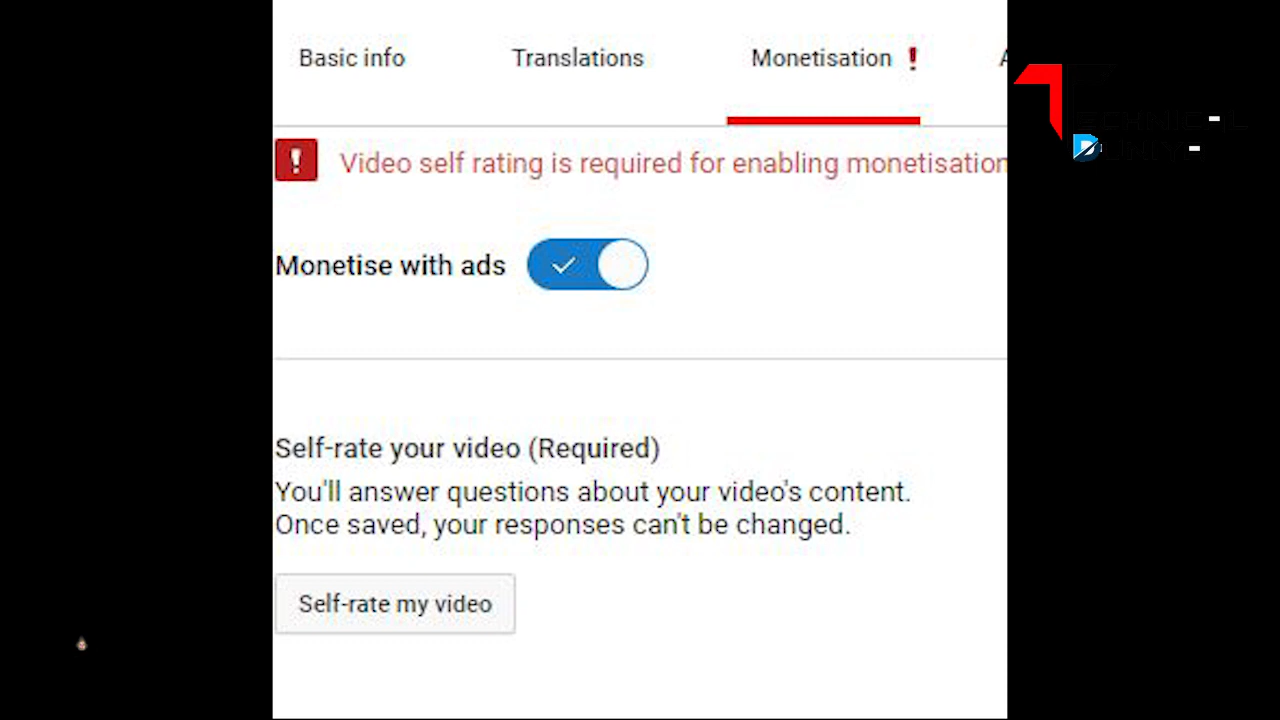 Basic info
Translations
Monetisation
Video self rating is required for enabling monetisation
Monetise with ads
Self-rate your video (Required)
You'll answer questions about your video's content.
Once saved, your responses can't be changed.
Self-rate my video